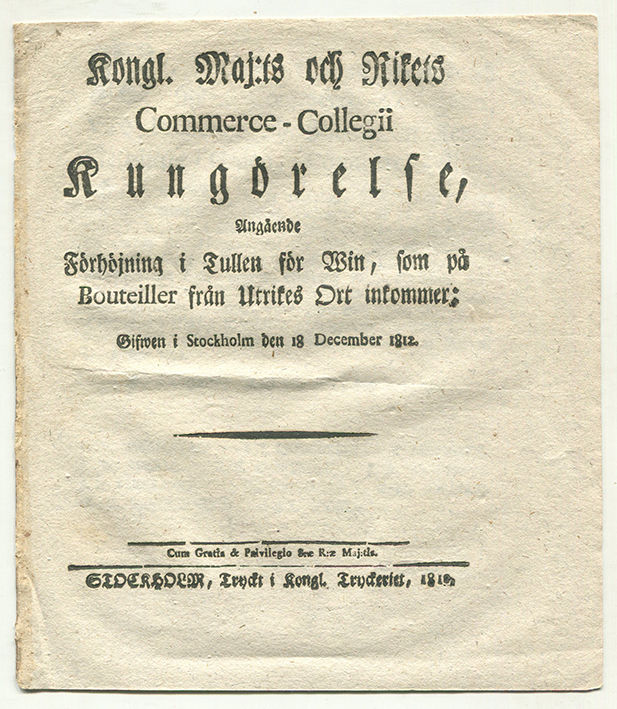 Kongl. Maj:ts och Rikets
Commerce-Collegii
Kungörelse,
Angående
Förhöjning i Tullen för Win, som på
Bouteiller från Utrikes Ort inkommer;
Gifwen i Stockholm den 18 December 1812.
Cum Gratia & Privilegio S:æ R:æ Maj:tis.
STOCKHOLM, Tryckt i Kongl. Tryckeriet, 1812.